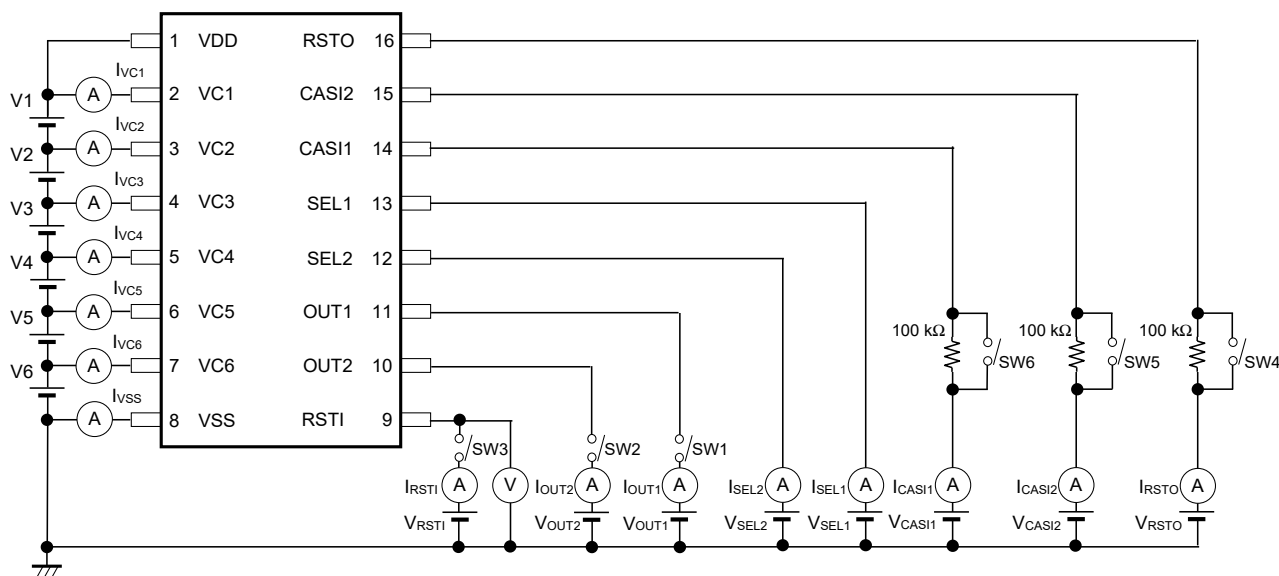 1 VDD RSTO 16
IVC1
V1 A 2 VC1 CASI2 15
IVC2
V2 A 3 VC2 CASI1 14
IVC3
V3 A 4 VC3 SEL1 13
IVC4
V4 A 5 VC4 SEL2 12
IVC5
V5 A 6 VC5 OUT1 11
100 kΩ SW6 100 kΩ SW5 100 kΩ SW4
V6 A 7 VC6 OUT2 10
IVSS
IVC6
A 8 VSS RSTI 9
SW3 SW2 SW1
IRSTI A V IOUT2 A IOUT1 A ISEL2 A ISEL1 A ICASI1 A ICASI2 A IRSTO A
VRSTI VOUT2 VOUT1 VSEL2 VSEL1 VCASI1 VCASI2 VRSTO